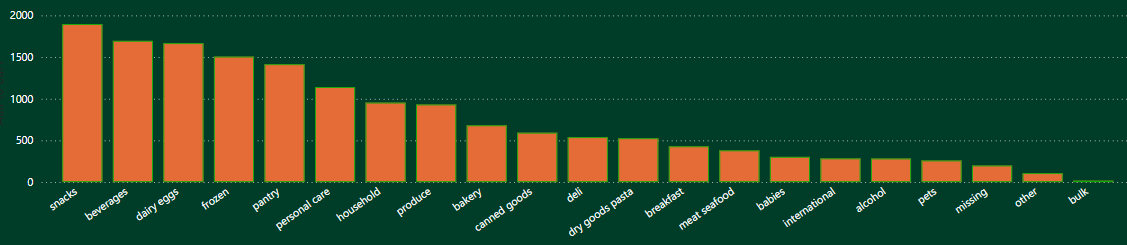 2000
1500
1000
500
0
snacks
beverages
dairy eggs
frozen
pantry
personal care
household
produce
bakery
canned goods
deli
dry goods pasta
breakfast
meat seafood
babies
international
alcohol
pets
missing
other
bulk